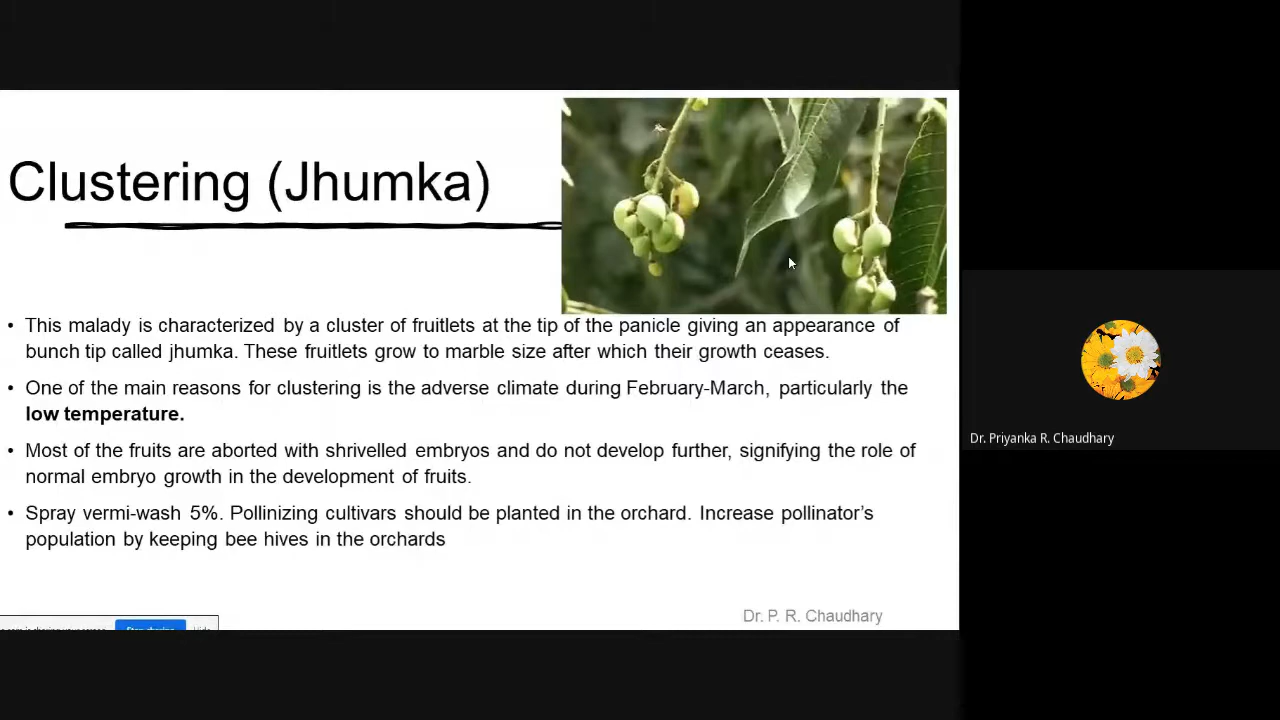 Clustering (Jhumka)
• This malady is characterized by a cluster of fruitlets at the tip of the panicle giving an appearance of
bunch tip called jhumka. These fruitlets grow to marble size after which their growth ceases.
• One of the main reasons for clustering is the adverse climate during February-March, particularly the
low temperature.
• Most of the fruits are aborted with shrivelled embryos and do not develop further, signifying the role of
normal embryo growth in the development of fruits.
• Spray vermi-wash 5%. Pollinizing cultivars should be planted in the orchard. Increase pollinator’s
population by keeping bee hives in the orchards
Dr. P. R. Chaudhary
Dr. Priyanka R. Chaudhary